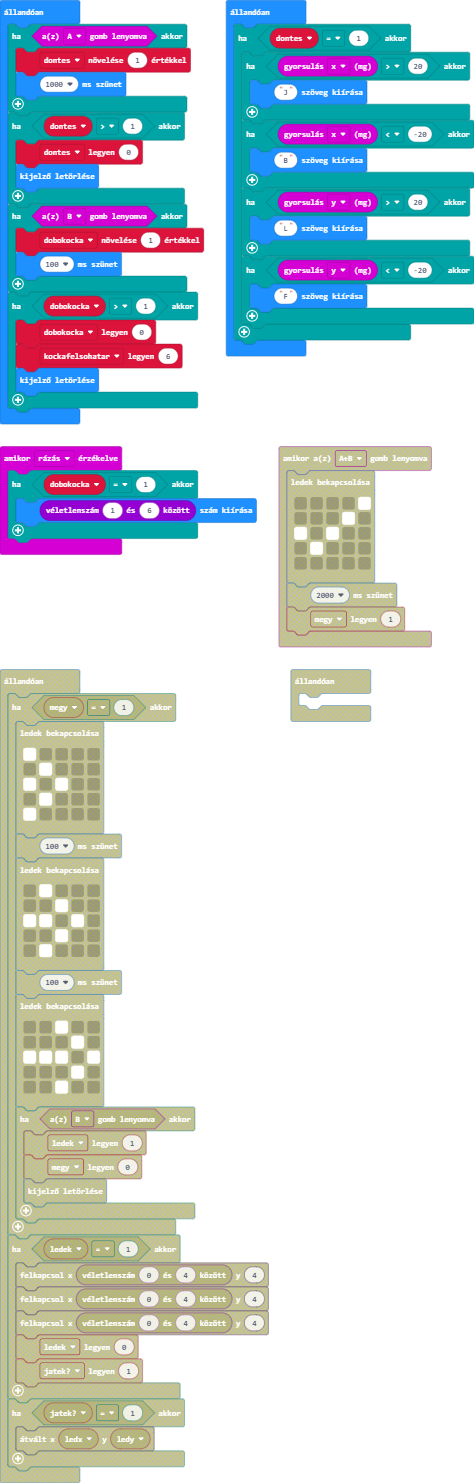 állandóan
ha a(z) A gomb lenyomva akkor
dontes növelése 1 értékkel
1000 ms szünet
ha dontes > 1 akkor
dontes legyen 0
kijelző letörlése
ha a(z) B gomb lenyomva akkor
dobokocka növelése 1 értékkel
100 ms szünet
ha dobokocka > 1 akkor
dobokocka legyen 0
kockafelsohatar legyen 6
kijelző letörlése
állandóan
ha dontes = 1 akkor
ha gyorsulás x (mg) > 20 akkor
"J" szöveg kiírása
ha gyorsulás x (mg) < -20 akkor
"B" szöveg kiírása
ha gyorsulás y (mg) > 20 akkor
"L" szöveg kiírása
ha gyorsulás y (mg) < -20 akkor
"F" szöveg kiírása
amikor rázás érzékelve
ha dobokocka = 1 akkor
véletlenszám 1 és 6 között szám kiírása
amikor a(z) A+B gomb lenyomva
ledek bekapcsolása
2000 ms szünet
megy legyen 1
állandóan
ha megy = 1 akkor
ledek bekapcsolása
100 ms szünet
ledek bekapcsolása
100 ms szünet
ledek bekapcsolása
ha a(z) B gomb lenyomva akkor
ledek legyen 1
megy legyen 0
kijelző letörlése
ha ledek = 1 akkor
felkapcsol x véletlenszám 0 és 4 között y 4
felkapcsol x véletlenszám 0 és 4 között y 4
felkapcsol x véletlenszám 0 és 4 között y 4
ledek legyen 0
jatek? legyen 1
ha jatek? = 1 akkor
átvált x ledx y ledy
állandóan